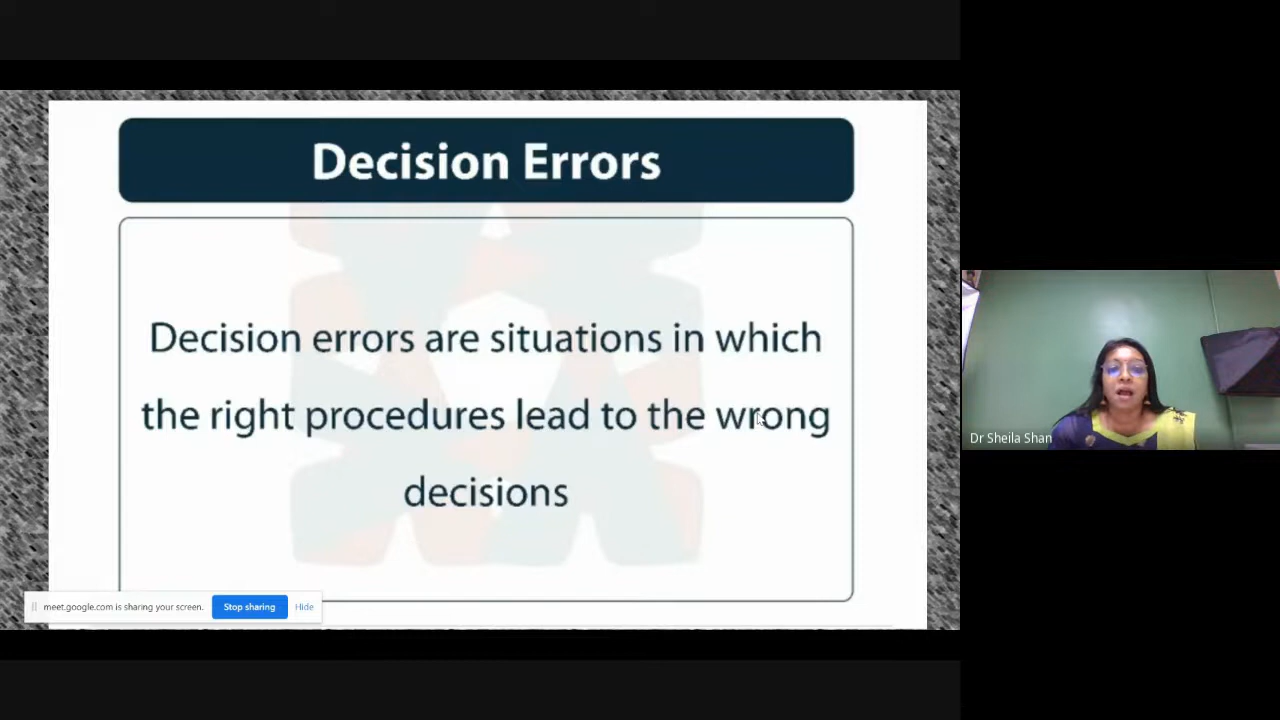 Decision Errors
Decision errors are situations in which
the right procedures lead to the wrong
decisions
meet.google.com is sharing your screen.
Stop sharing
Hide
Dr Sheila Shan